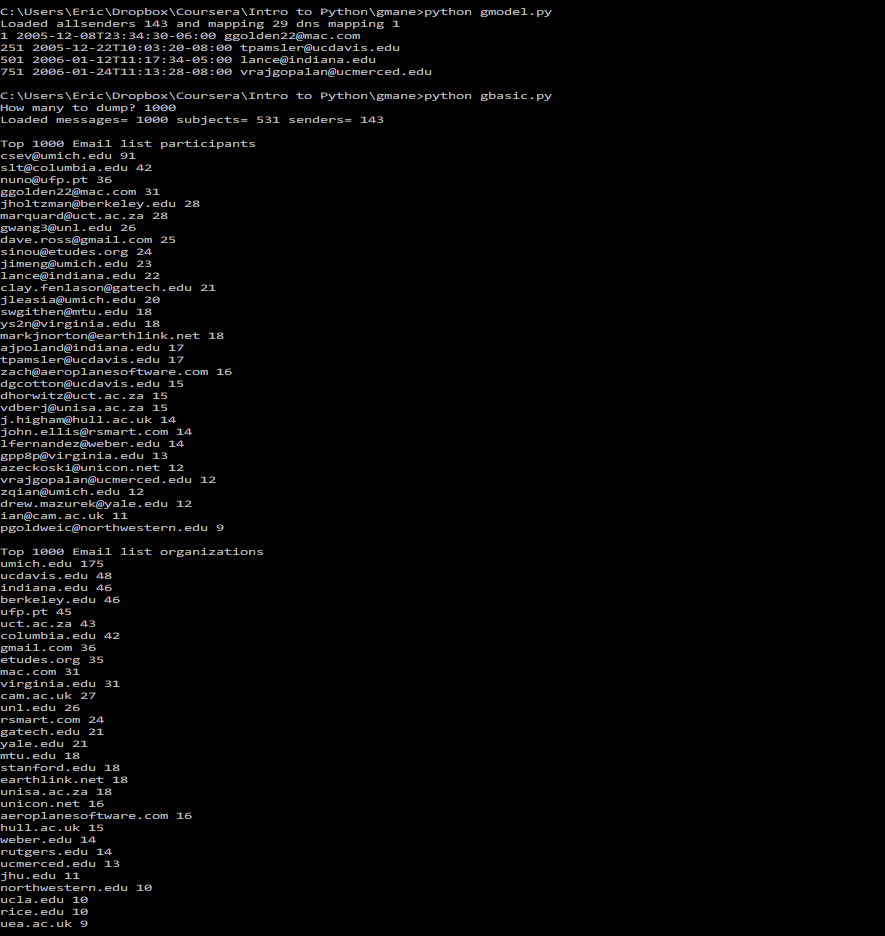 C:\Users\Eric\Dropbox\Coursera\Intro to Python\gmane>python gmodel.py
Loaded allsenders 143 and mapping 29 dns mapping 1
1 2005-12-08T23:34:30-06:00 ggolden22@mac.com
251 2005-12-22T10:03:20-08:00 tpamsler@ucdavis.edu
501 2006-01-12T11:17:34-05:00 lance@indiana.edu
751 2006-01-24T11:13:28-08:00 vrajgopalan@ucmerced.edu
C:\Users\Eric\Dropbox\Coursera\Intro to Python\gmane>python gbasic.py
How many to dump? 1000
Loaded messages= 1000 subjects= 531 senders= 143
Top 1000 Email list participants
csev@umich.edu 91
slt@columbia.edu 42
nuno@ufp.pt 36
ggolden22@mac.com 31
jholtzman@berkeley.edu 28
marquard@uct.ac.za 28
gwang3@unl.edu 26
dave.ross@gmail.com 25
sinou@etudes.org 24
jimeng@umich.edu 23
lance@indiana.edu 22
clay.fenlason@gatech.edu 21
jleasia@umich.edu 20
swgithen@mtu.edu 18
ys2n@virginia.edu 18
markjnorton@earthlink.net 18
ajpoland@indiana.edu 17
tpamsler@ucdavis.edu 17
zach@aeroplanesoftware.com 16
dgcotton@ucdavis.edu 15
dhorwitz@uct.ac.za 15
vdberj@unisa.ac.za 15
j.higham@hull.ac.uk 14
john.ellis@rsmart.com 14
lfernandez@weber.edu 14
gpp8p@virginia.edu 13
azeckoski@unicon.net 12
vrajgopalan@ucmerced.edu 12
zqian@umich.edu 12
drew.mazurek@yale.edu 12
ian@cam.ac.uk 11
pgoldweic@northwestern.edu 9
Top 1000 Email list organizations
umich.edu 175
ucdavis.edu 48
indiana.edu 46
berkeley.edu 46
ufp.pt 45
uct.ac.za 43
columbia.edu 42
gmail.com 36
etudes.org 35
mac.com 31
virginia.edu 31
cam.ac.uk 27
unl.edu 26
rsmart.com 24
gatech.edu 21
yale.edu 21
mtu.edu 18
stanford.edu 18
earthlink.net 18
unisa.ac.za 18
unicon.net 16
aeroplanesoftware.com 16
hull.ac.uk 15
weber.edu 14
rutgers.edu 14
ucmerced.edu 13
jhu.edu 11
northwestern.edu 10
ucla.edu 10
rice.edu 10
uea.ac.uk 9